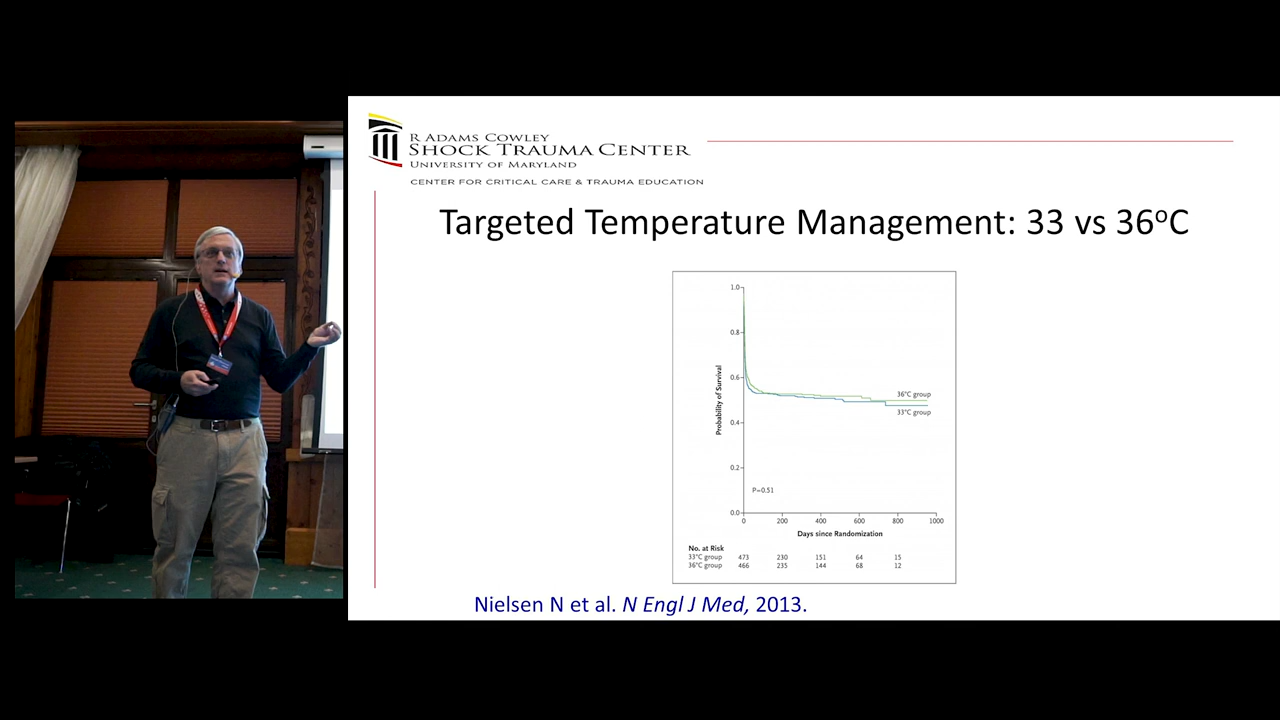 R ADAMS COWLEY
SHOCK TRAUMA CENTER
UNIVERSITY OF MARYLAND
CENTER FOR CRITICAL CARE & TRAUMA EDUCATION
Targeted Temperature Management: 33 vs 36ºC
1.0
0.8
0.6
0.4
0.2
0.0
Probability of Survival
36°C group
33°C group
P=0.51
0 200 400 600 800 1000
Days since Randomization
No. at Risk
33°C group 473 230 151 64 15
36°C group 466 235 144 68 12
Nielsen N et al. N Engl J Med, 2013.